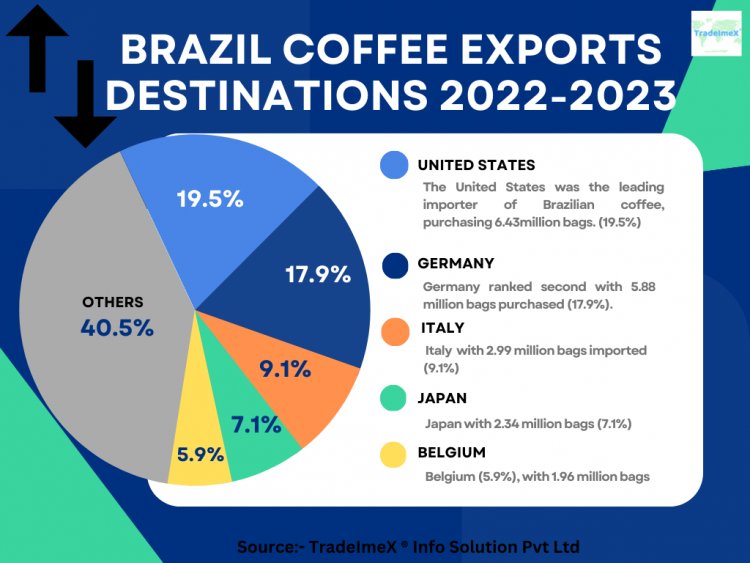 TradeImeX
BRAZIL COFFEE EXPORTS
DESTINATIONS 2022-2023
19.5%
17.9%
9.1%
7.1%
5.9%
OTHERS
40.5%
UNITED STATES
The United States was the leading
importer of Brazilian coffee,
purchasing 6.43million bags. (19.5%)
GERMANY
Germany ranked second with 5.88
million bags purchased (17.9%).
ITALY
Italy with 2.99 million bags imported
(9.1%)
JAPAN
Japan with 2.34 million bags (7.1%)
BELGIUM
Belgium (5.9%), with 1.96 million bags
Source:- TradeImeX ® Info Solution Pvt Ltd